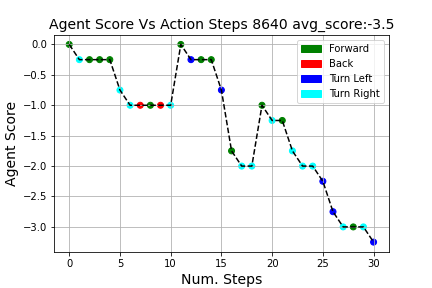 Agent Score Vs Action Steps 8640 avg_score:-3.5
0.0
−0.5
−1.0
−1.5
−2.0
−2.5
−3.0
Agent Score
Forward
Back
Turn Left
Turn Right
0 5 10 15 20 25 30
Num. Steps